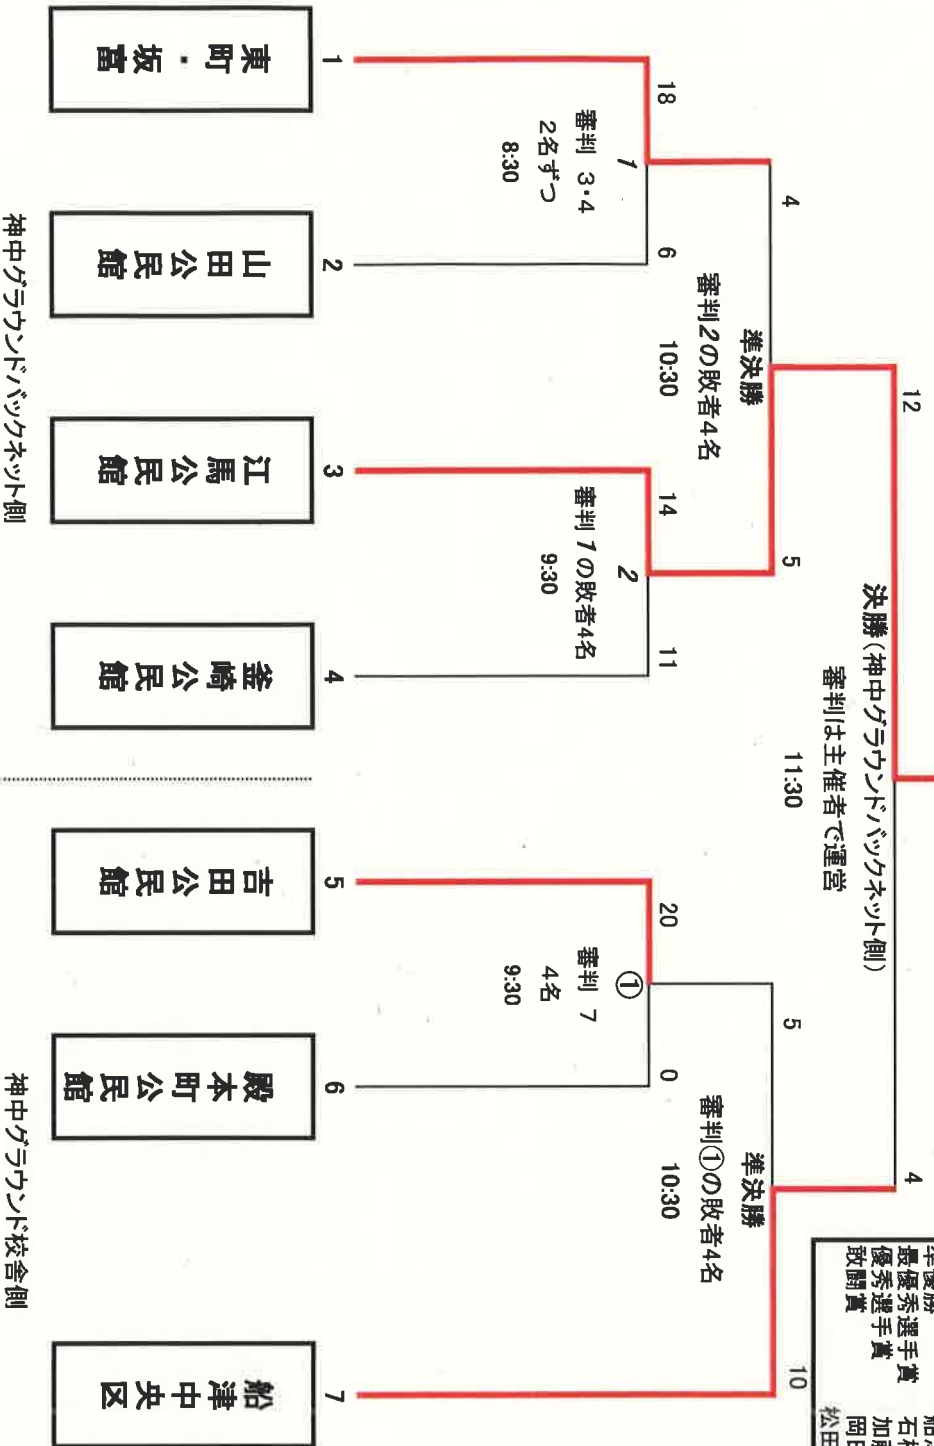 12
4
決勝(神中グラウンドバックネット側)
審判は主催者で運営
11:30
準優勝
最優秀選手賞
優秀選手賞
敢闘賞
松田
4
5
準決勝
審判2の敗者4名
10:30
5
10
準決勝
審判①の敗者4名
10:30
18
6
1
審判 3・4
2名ずつ
8:30
14
11
2
審判 1の敗者4名
9:30
20
0
①
審判 7
4名
9:30
1
2
3
4
5
6
7
東町・坂富
山田公民館
江馬公民館
釜崎公民館
吉田公民館
殿本町公民館
船津中央区
神中グラウンドバックネット側
神中グラウンド校舎側